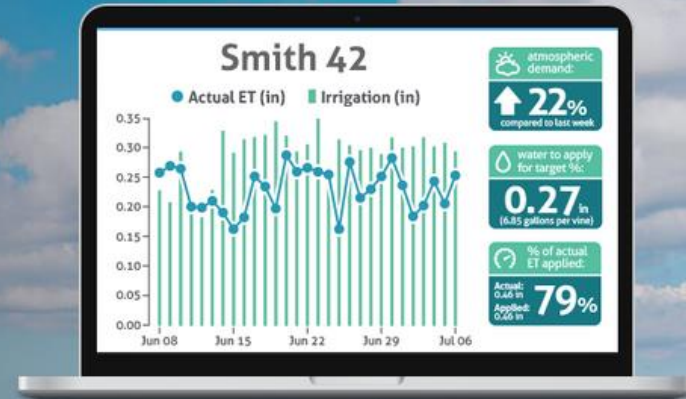 Smith 42
Actual ET (in)
Irrigation (in)
0.35
0.30
0.25
0.20
0.15
0.10
0.05
0.00
Jun 08
Jun 15
Jun 22
Jun 29
Jul 06
atmospheric
demand:
22%
compared to last week
water to apply
for target %:
0.27in
(6.85 gallons per vine)
% of actual
ET applied:
Actual:
0.46 in
Applied:
0.46 in
79%